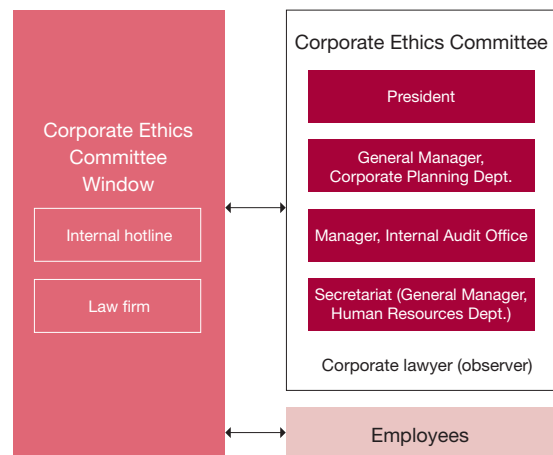 Corporate Ethics
Committee
Window
Internal hotline
Law firm
Corporate Ethics Committee
President
General Manager,
Corporate Planning Dept.
Manager, Internal Audit Office
Secretariat (General Manager,
Human Resources Dept.)
Corporate lawyer (observer)
Employees